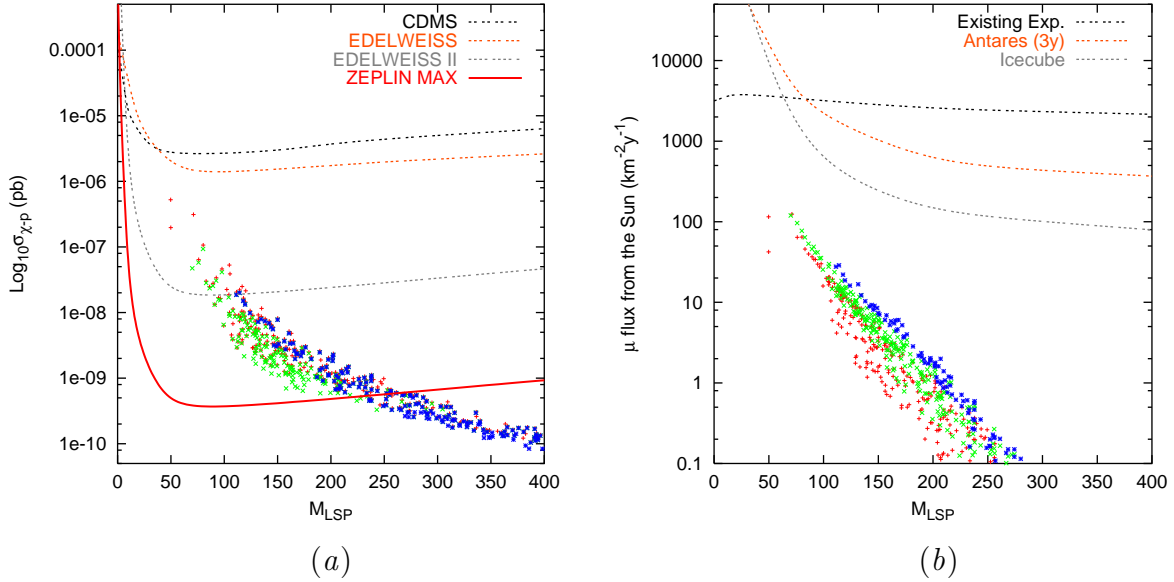 CDMS
EDELWEISS
EDELWEISS II
ZEPLIN MAX
0.0001
1e-05
1e-06
1e-07
1e-08
1e-09
1e-10
Log10σχ-p (pb)
0 50 100 150 200 250 300 350 400
MLSP
(a)
Existing Exp.
Antares (3y)
Icecube
10000
1000
100
10
1
0.1
μ flux from the Sun (km-2y-1)
0 50 100 150 200 250 300 350 400
MLSP
(b)